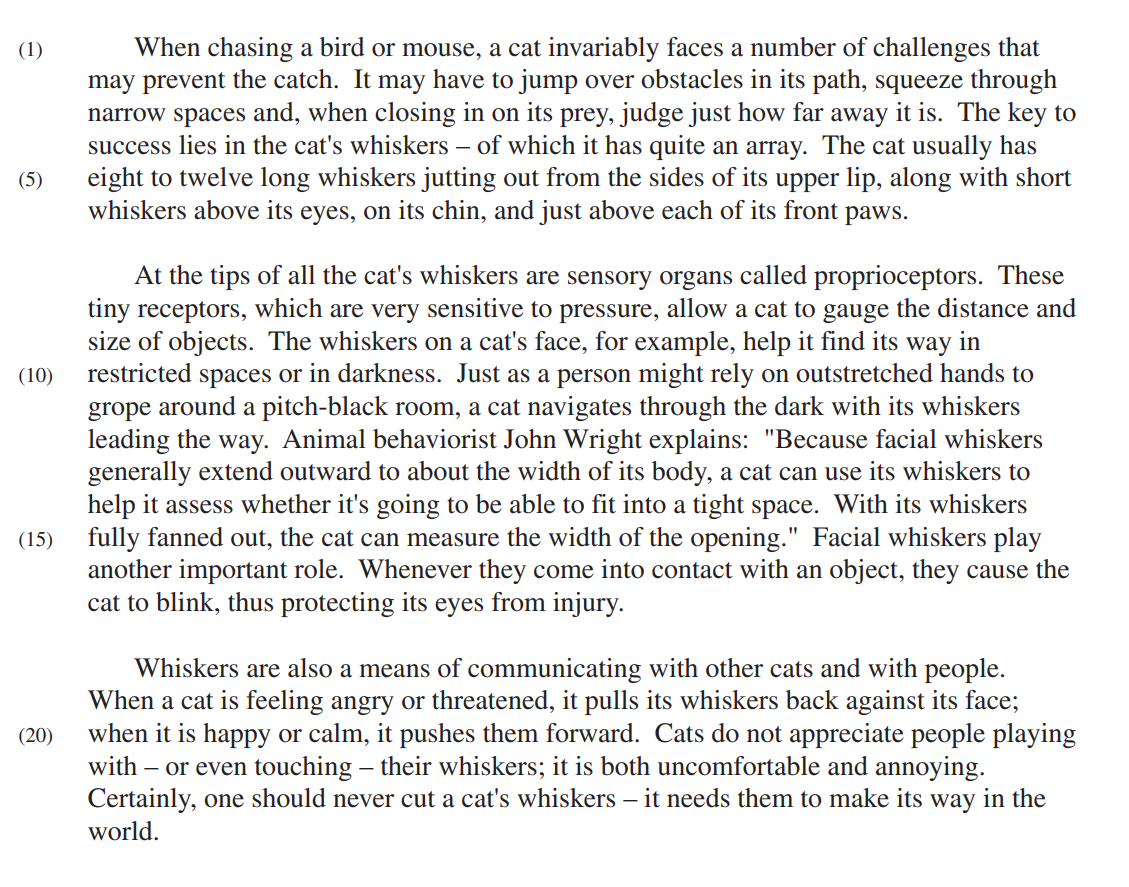 (1) When chasing a bird or mouse, a cat invariably faces a number of challenges that
may prevent the catch.  It may have to jump over obstacles in its path, squeeze through
narrow spaces and, when closing in on its prey, judge just how far away it is.  The key to
success lies in the cat's whiskers – of which it has quite an array.  The cat usually has
(5) eight to twelve long whiskers jutting out from the sides of its upper lip, along with short
whiskers above its eyes, on its chin, and just above each of its front paws.
At the tips of all the cat's whiskers are sensory organs called proprioceptors.  These
tiny receptors, which are very sensitive to pressure, allow a cat to gauge the distance and
size of objects.  The whiskers on a cat's face, for example, help it find its way in
(10) restricted spaces or in darkness.  Just as a person might rely on outstretched hands to
grope around a pitch-black room, a cat navigates through the dark with its whiskers
leading the way.  Animal behaviorist John Wright explains:  "Because facial whiskers
generally extend outward to about the width of its body, a cat can use its whiskers to
help it assess whether it's going to be able to fit into a tight space.  With its whiskers
(15) fully fanned out, the cat can measure the width of the opening."  Facial whiskers play
another important role.  Whenever they come into contact with an object, they cause the
cat to blink, thus protecting its eyes from injury.
Whiskers are also a means of communicating with other cats and with people.
When a cat is feeling angry or threatened, it pulls its whiskers back against its face;
(20) when it is happy or calm, it pushes them forward.  Cats do not appreciate people playing
with – or even touching – their whiskers; it is both uncomfortable and annoying.
Certainly, one should never cut a cat's whiskers – it needs them to make its way in the
world.